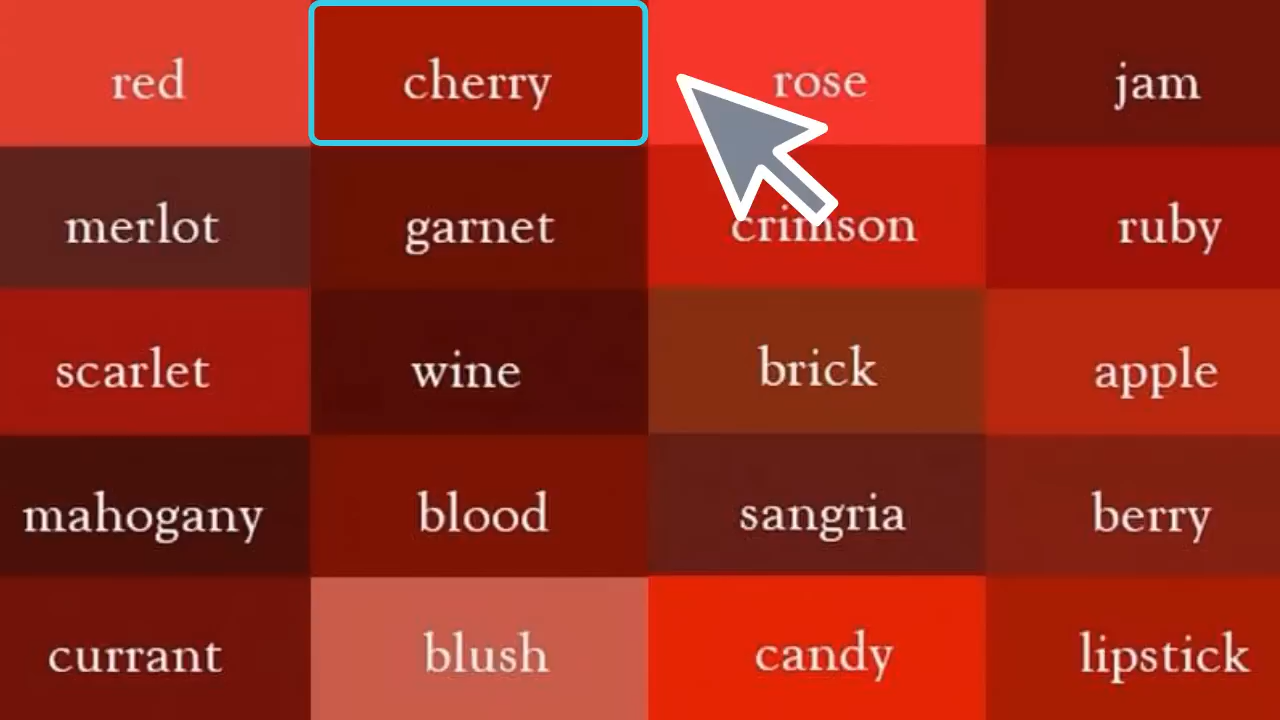 red cherry rose jam
merlot garnet crimson ruby
scarlet wine brick apple
mahogany blood sangria berry
currant blush candy lipstick